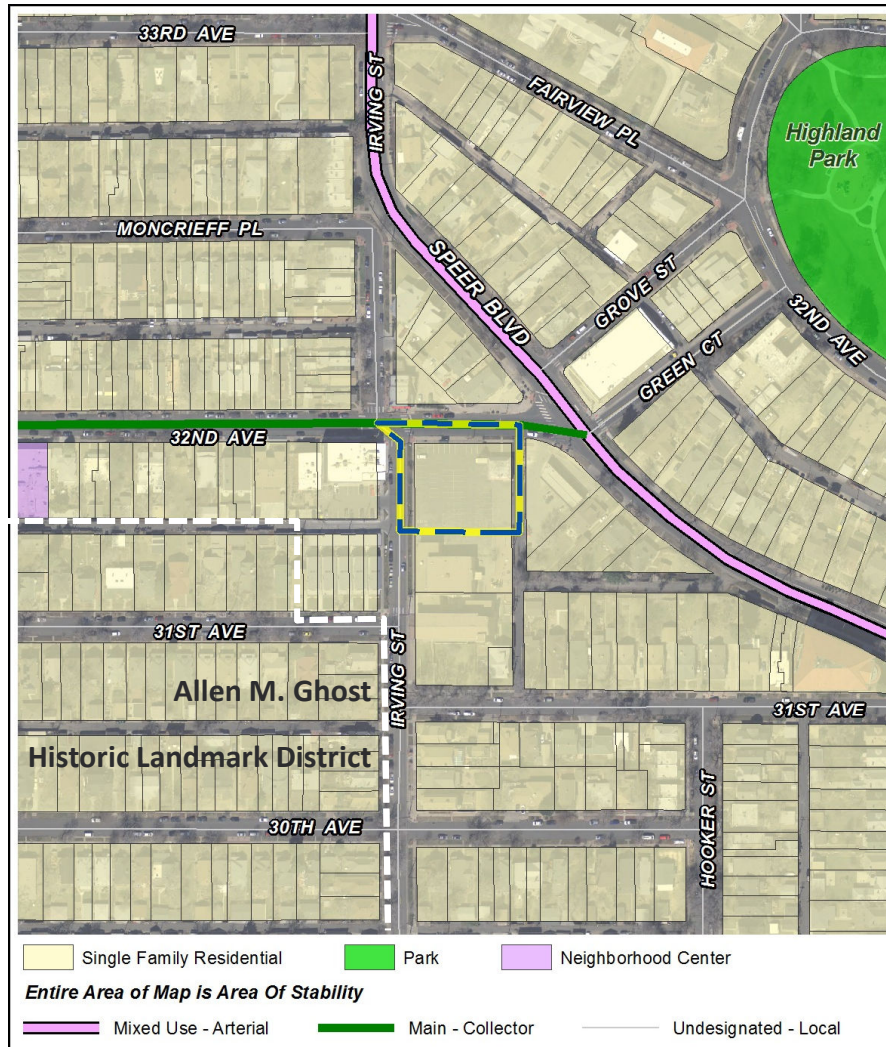 33RD AVE
IRVING ST
FAIRVIEW PL
Highland
Park
MONCRIEFF PL
SPEER BLVD
GROVE ST
32ND AVE
GREEN CT
32ND AVE
31ST AVE
IRVING ST
Allen M. Ghost
31ST AVE
Historic Landmark District
30TH AVE
HOOKER ST
Single Family Residential
Park
Neighborhood Center
Entire Area of Map is Area Of Stability
Mixed Use - Arterial
Main - Collector
Undesignated - Local